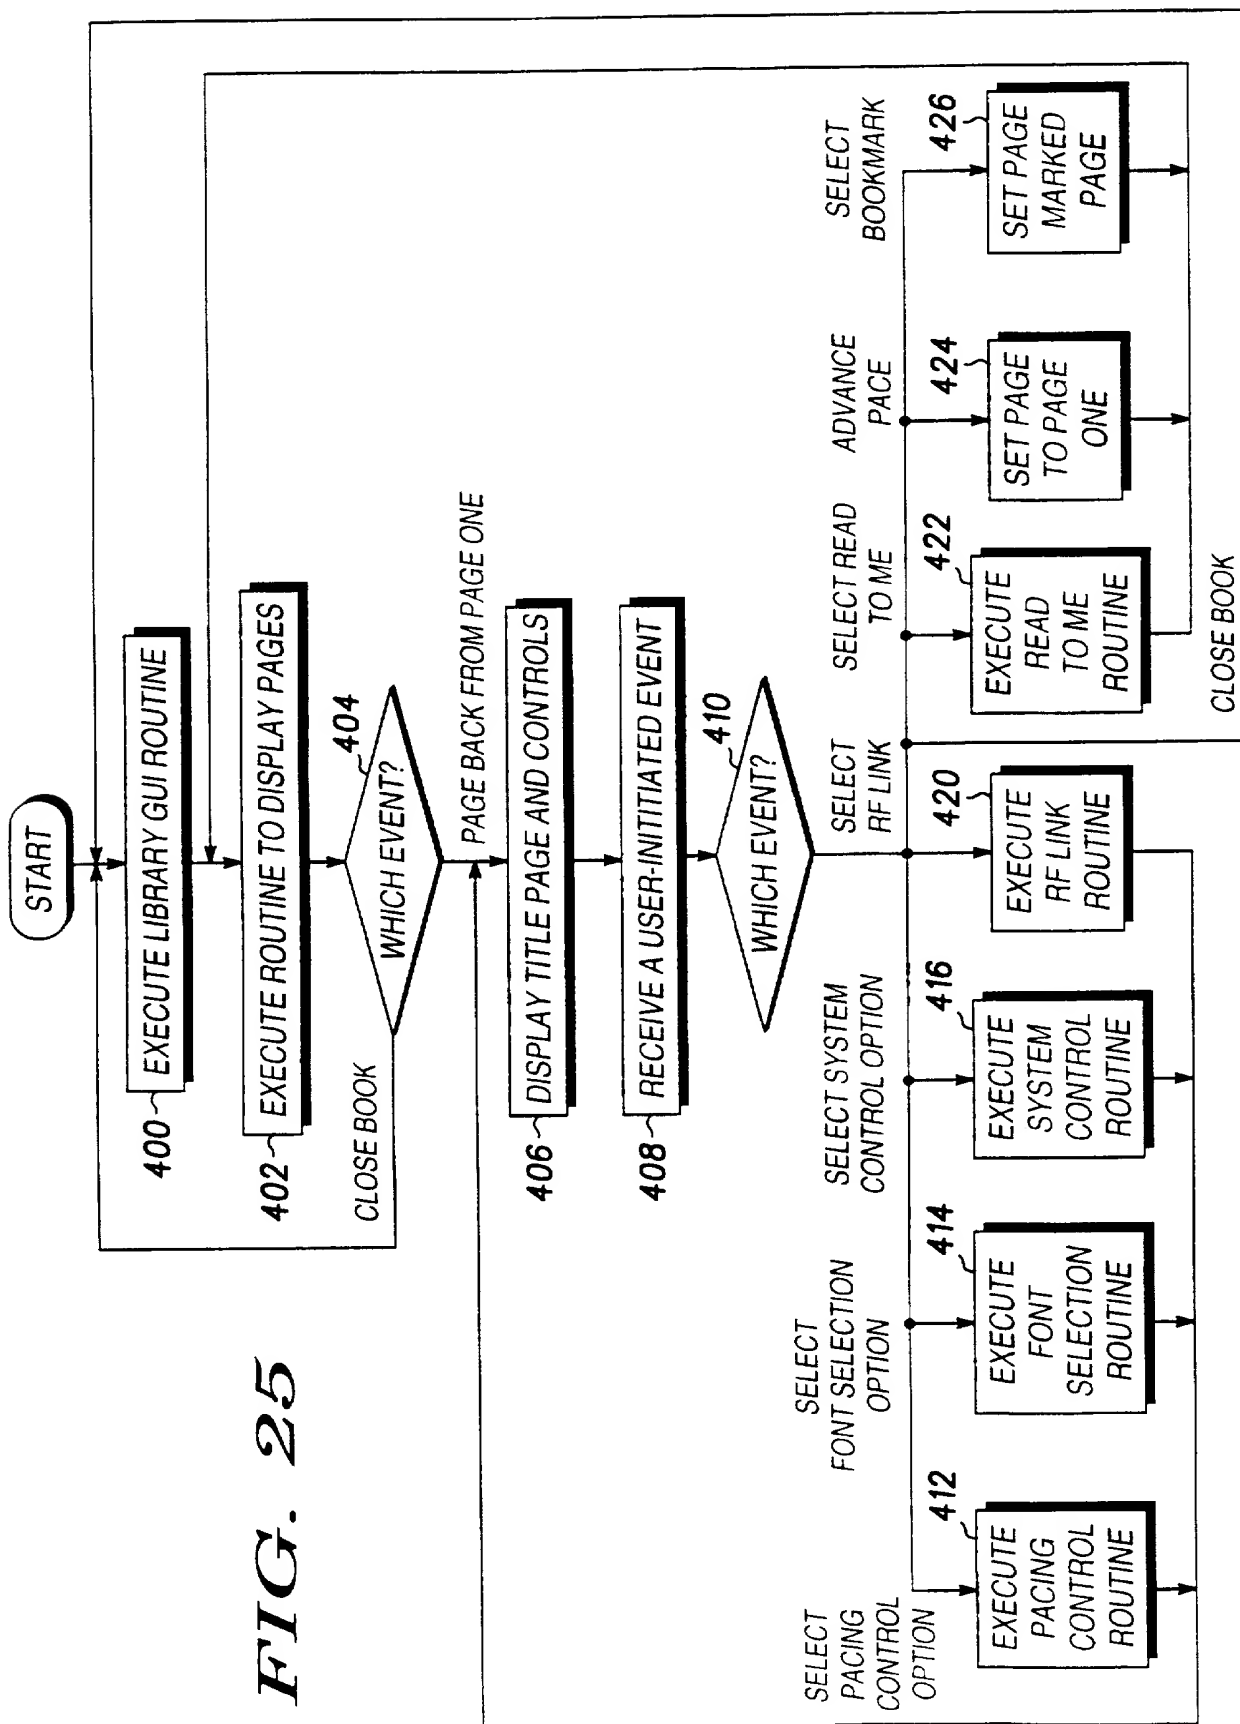 START
EXECUTE LIBRARY GUI ROUTINE
400
EXECUTE ROUTINE TO DISPLAY PAGES
402
WHICH EVENT?
404
CLOSE BOOK
PAGE BACK FROM PAGE ONE
DISPLAY TITLE PAGE AND CONTROLS
406
RECEIVE A USER-INITIATED EVENT
408
WHICH EVENT?
410
SELECT
PACING
CONTROL
OPTION
412
EXECUTE
PACING
CONTROL
ROUTINE
SELECT
FONT SELECTION
OPTION
414
EXECUTE
FONT
SELECTION
ROUTINE
SELECT SYSTEM
CONTROL OPTION
416
EXECUTE
SYSTEM
CONTROL
ROUTINE
SELECT
RF LINK
420
EXECUTE
RF LINK
ROUTINE
SELECT READ
TO ME
422
EXECUTE
READ
TO ME
ROUTINE
ADVANCE
PACE
424
SET PAGE
TO PAGE
ONE
SELECT
BOOKMARK
426
SET PAGE
MARKED
PAGE
CLOSE BOOK
FIG. 25